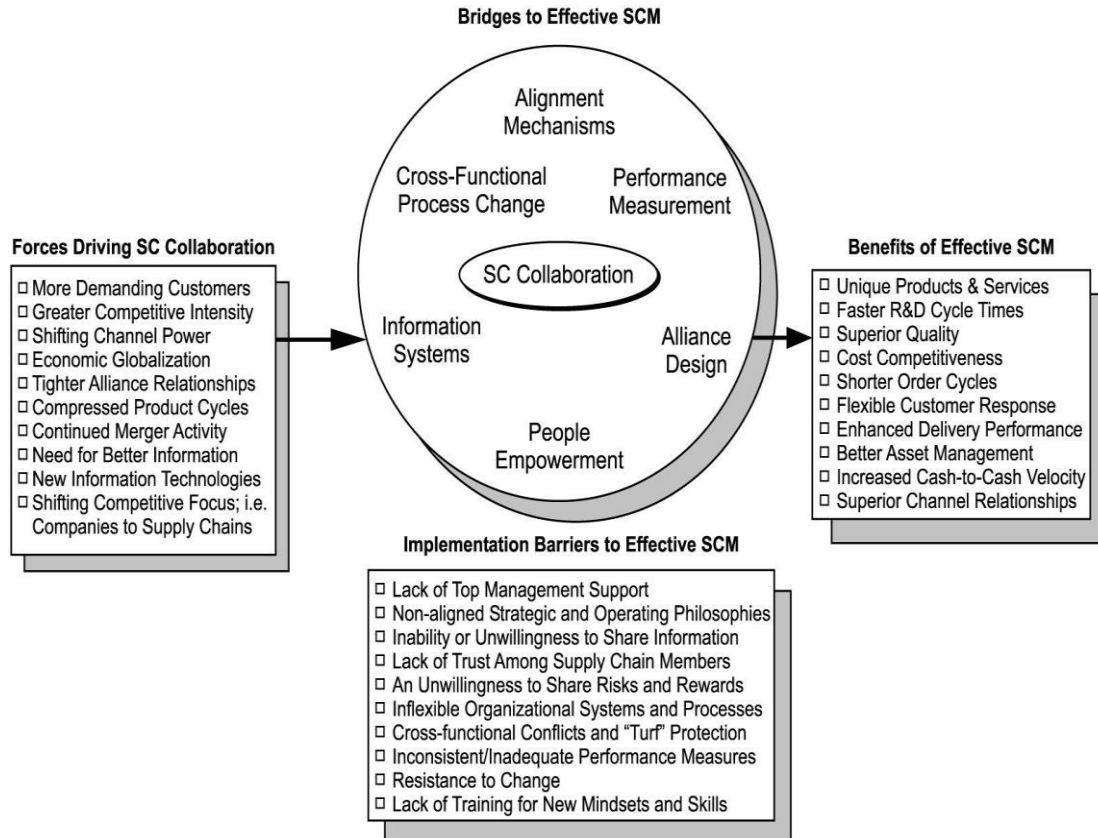 Bridges to Effective SCM
Alignment
Mechanisms
Cross-Functional
Process Change
Performance
Measurement
SC Collaboration
Information
Systems
Alliance
Design
People
Empowerment
Forces Driving SC Collaboration
□ More Demanding Customers
□ Greater Competitive Intensity
□ Shifting Channel Power
□ Economic Globalization
□ Tighter Alliance Relationships
□ Compressed Product Cycles
□ Continued Merger Activity
□ Need for Better Information
□ New Information Technologies
□ Shifting Competitive Focus; i.e.
Companies to Supply Chains
Benefits of Effective SCM
□ Unique Products & Services
□ Faster R&D Cycle Times
□ Superior Quality
□ Cost Competitiveness
□ Shorter Order Cycles
□ Flexible Customer Response
□ Enhanced Delivery Performance
□ Better Asset Management
□ Increased Cash-to-Cash Velocity
□ Superior Channel Relationships
Implementation Barriers to Effective SCM
□ Lack of Top Management Support
□ Non-aligned Strategic and Operating Philosophies
□ Inability or Unwillingness to Share Information
□ Lack of Trust Among Supply Chain Members
□ An Unwillingness to Share Risks and Rewards
□ Inflexible Organizational Systems and Processes
□ Cross-functional Conflicts and “Turf” Protection
□ Inconsistent/Inadequate Performance Measures
□ Resistance to Change
□ Lack of Training for New Mindsets and Skills